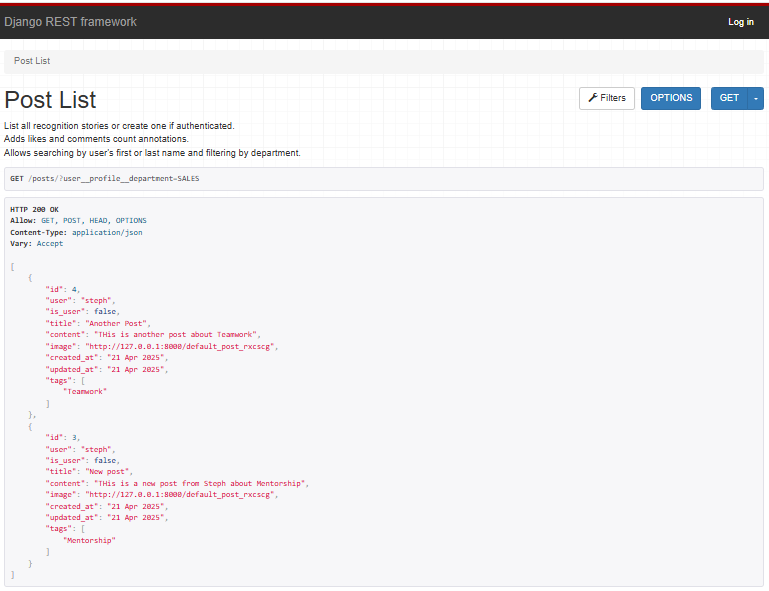 Django REST framework
Log in
Post List
Post List
Filters
OPTIONS
GET
List all recognition stories or create one if authenticated.
Adds likes and comments count annotations.
Allows searching by user's first or last name and filtering by department.
GET /posts/?user__profile__department=SALES
HTTP 200 OK
Allow: GET, POST, HEAD, OPTIONS
Content-Type: application/json
Vary: Accept
[
    {
        "id": 4,
        "user": "steph",
        "is_user": false,
        "title": "Another Post",
        "content": "THis is another post about Teamwork",
        "image": "http://127.0.0.1:8000/default_post_rxcscg",
        "created_at": "21 Apr 2025",
        "updated_at": "21 Apr 2025",
        "tags": [
            "Teamwork"
        ]
    },
    {
        "id": 3,
        "user": "steph",
        "is_user": false,
        "title": "New post",
        "content": "THis is a new post from Steph about Mentorship",
        "image": "http://127.0.0.1:8000/default_post_rxcscg",
        "created_at": "21 Apr 2025",
        "updated_at": "21 Apr 2025",
        "tags": [
            "Mentorship"
        ]
    }
]